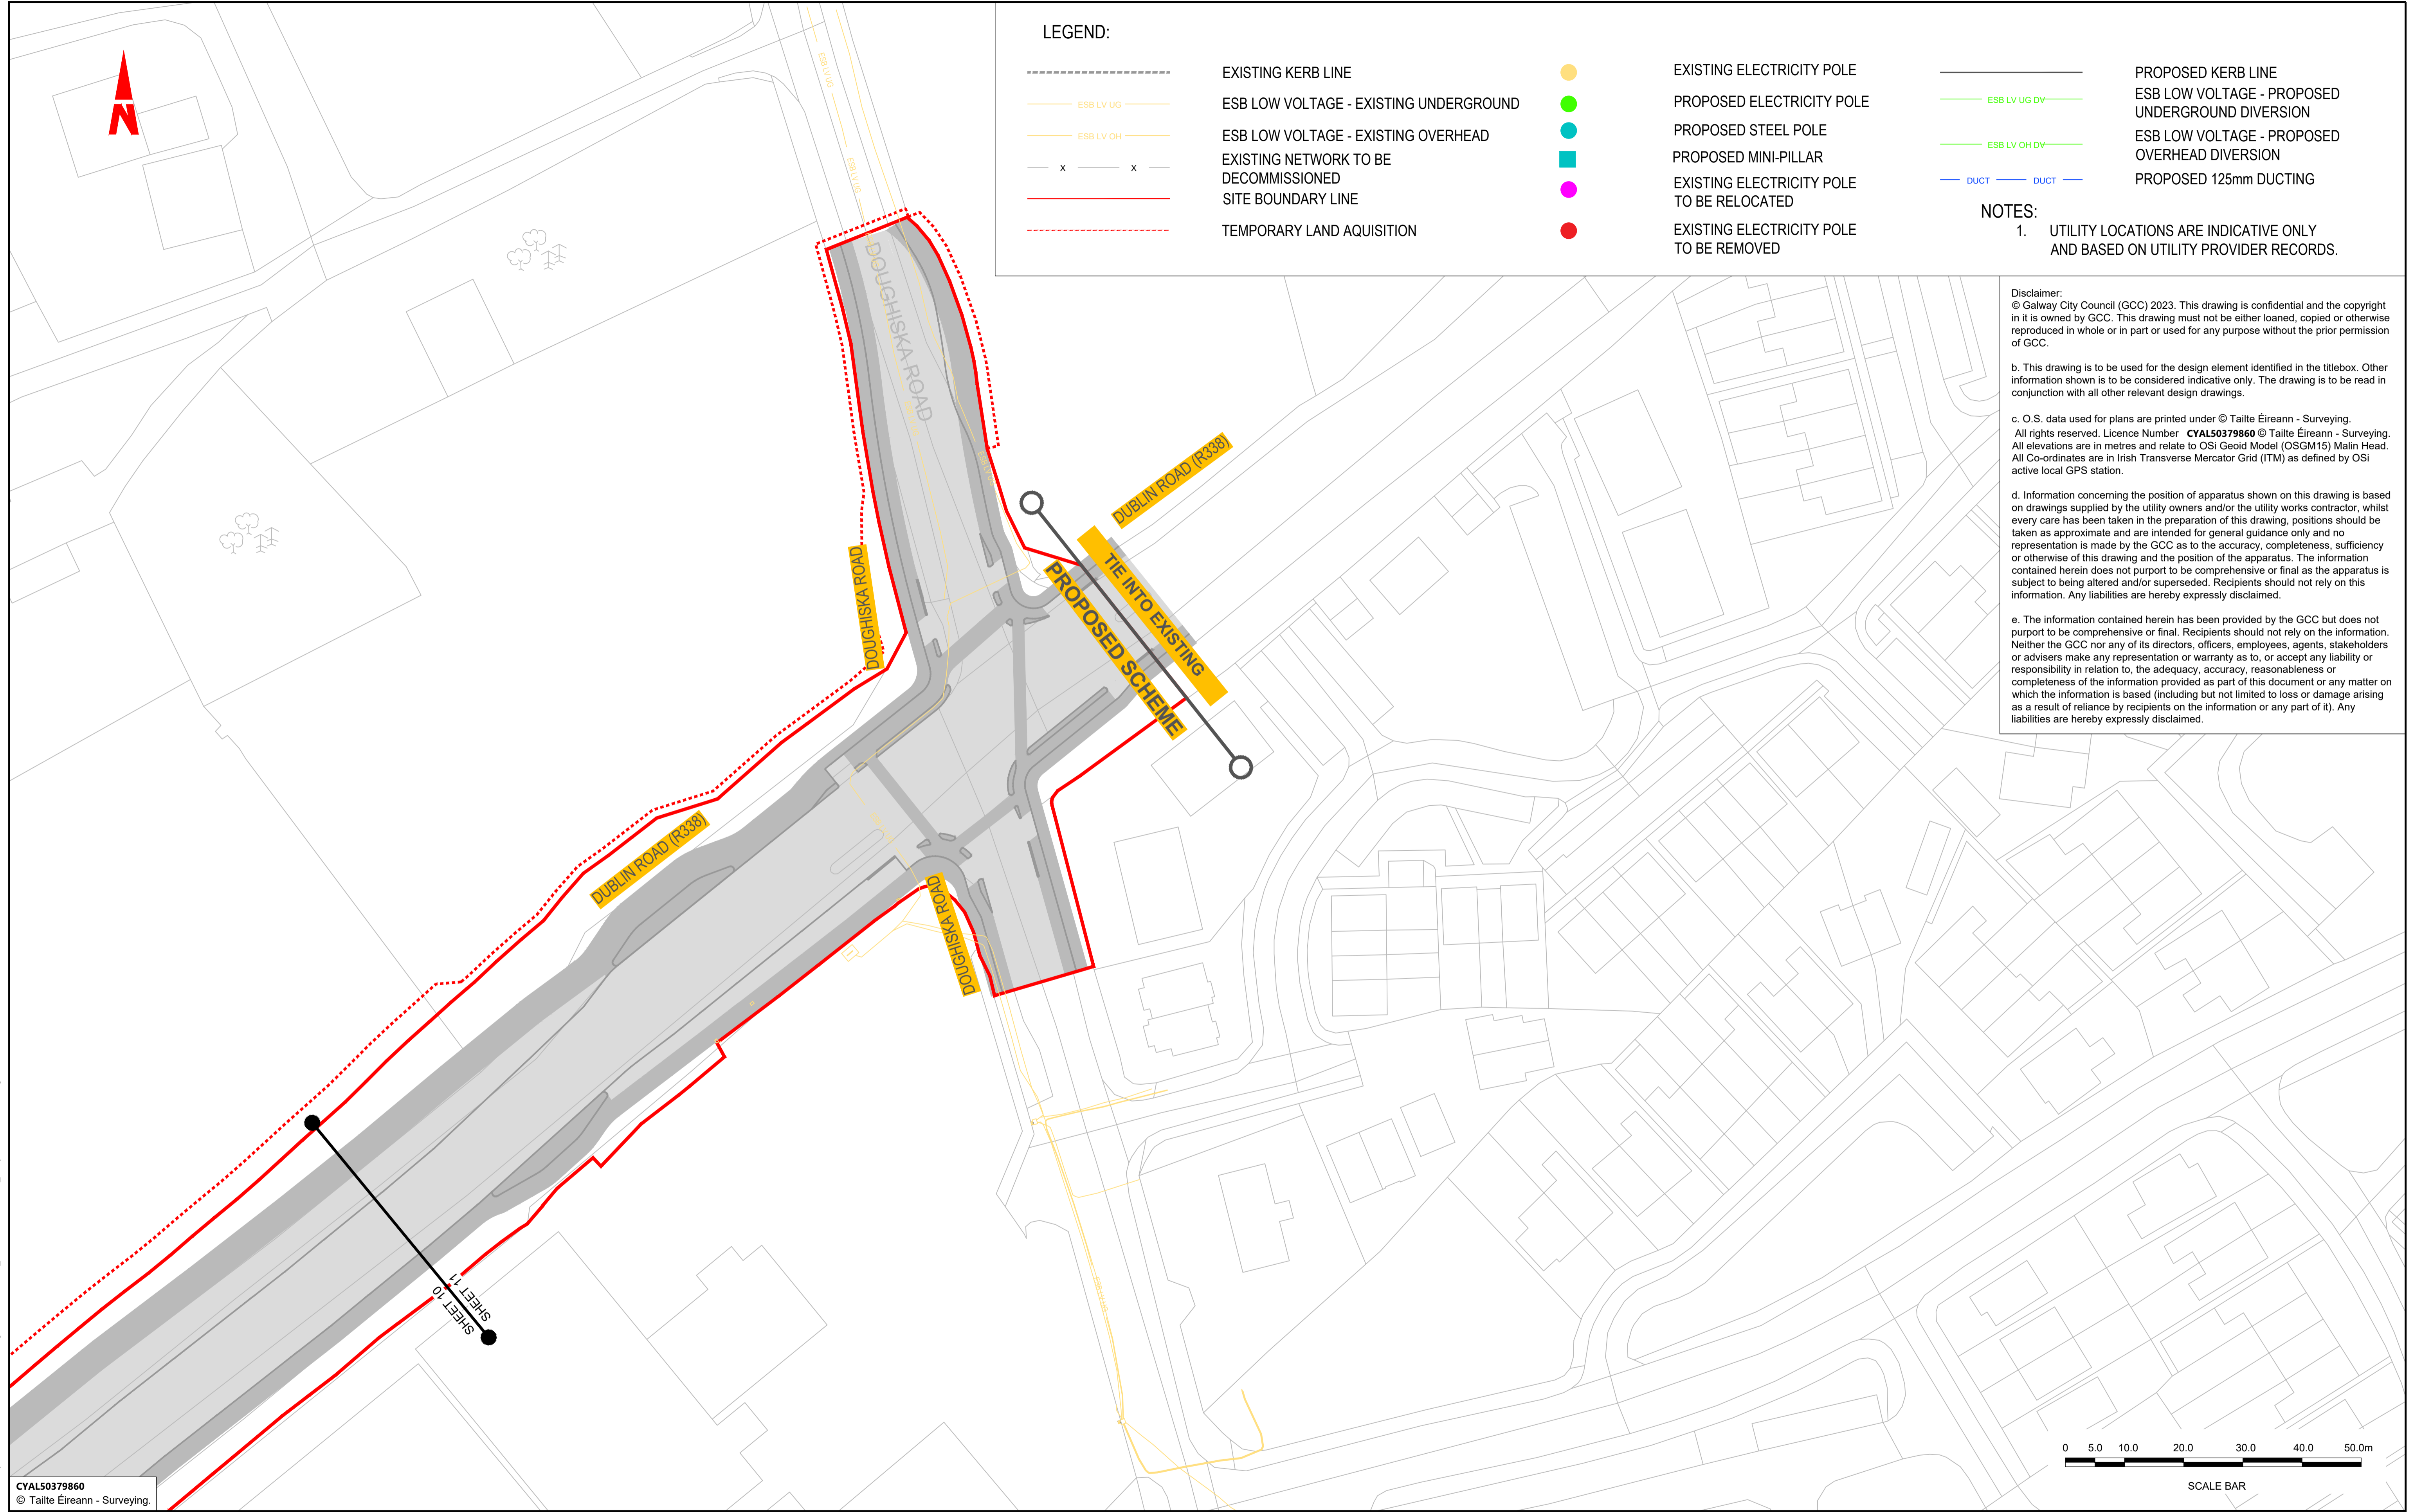 LEGEND:
EXISTING KERB LINE
ESB LV UG
ESB LOW VOLTAGE - EXISTING UNDERGROUND
ESB LV OH
ESB LOW VOLTAGE - EXISTING OVERHEAD
X X
EXISTING NETWORK TO BE
DECOMMISSIONED
SITE BOUNDARY LINE
TEMPORARY LAND AQUISITION
EXISTING ELECTRICITY POLE
PROPOSED ELECTRICITY POLE
PROPOSED STEEL POLE
PROPOSED MINI-PILLAR
EXISTING ELECTRICITY POLE
TO BE RELOCATED
EXISTING ELECTRICITY POLE
TO BE REMOVED
PROPOSED KERB LINE
ESB LV UG DV
ESB LOW VOLTAGE - PROPOSED
UNDERGROUND DIVERSION
ESB LV OH DV
ESB LOW VOLTAGE - PROPOSED
OVERHEAD DIVERSION
DUCT DUCT
PROPOSED 125mm DUCTING
NOTES:
1. UTILITY LOCATIONS ARE INDICATIVE ONLY
AND BASED ON UTILITY PROVIDER RECORDS.
Disclaimer:
© Galway City Council (GCC) 2023. This drawing is confidential and the copyright
in it is owned by GCC. This drawing must not be either loaned, copied or otherwise
reproduced in whole or in part or used for any purpose without the prior permission
of GCC.
b. This drawing is to be used for the design element identified in the titlebox. Other
information shown is to be considered indicative only. The drawing is to be read in
conjunction with all other relevant design drawings.
c. O.S. data used for plans are printed under © Tailte Éireann - Surveying.
All rights reserved. Licence Number CYAL50379860 © Tailte Éireann - Surveying.
All elevations are in metres and relate to OSi Geoid Model (OSGM15) Malin Head.
All Co-ordinates are in Irish Transverse Mercator Grid (ITM) as defined by OSi
active local GPS station.
d. Information concerning the position of apparatus shown on this drawing is based
on drawings supplied by the utility owners and/or the utility works contractor, whilst
every care has been taken in the preparation of this drawing, positions should be
taken as approximate and are intended for general guidance only and no
representation is made by the GCC as to the accuracy, completeness, sufficiency
or otherwise of this drawing and the position of the apparatus. The information
contained herein does not purport to be comprehensive or final as the apparatus is
subject to being altered and/or superseded. Recipients should not rely on this
information. Any liabilities are hereby expressly disclaimed.
e. The information contained herein has been provided by the GCC but does not
purport to be comprehensive or final. Recipients should not rely on the information.
Neither the GCC nor any of its directors, officers, employees, agents, stakeholders
or advisers make any representation or warranty as to, or accept any liability or
responsibility in relation to, the adequacy, accuracy, reasonableness or
completeness of the information provided as part of this document or any matter on
which the information is based (including but not limited to loss or damage arising
as a result of reliance by recipients on the information or any part of it). Any
liabilities are hereby expressly disclaimed.
N
ESB LV UG
ESB LV UG
DOUGHISKA ROAD
DUBLIN ROAD (R338)
DOUGHISKA ROAD
TIE INTO EXISTING
PROPOSED SCHEME
DUBLIN ROAD (R338)
DOUGHISKA ROAD
SHEET 11
SHEET 10
ESB LV UG
0 5.0 10.0 20.0 30.0 40.0 50.0m
SCALE BAR
CYAL50379860
© Tailte Éireann - Surveying.